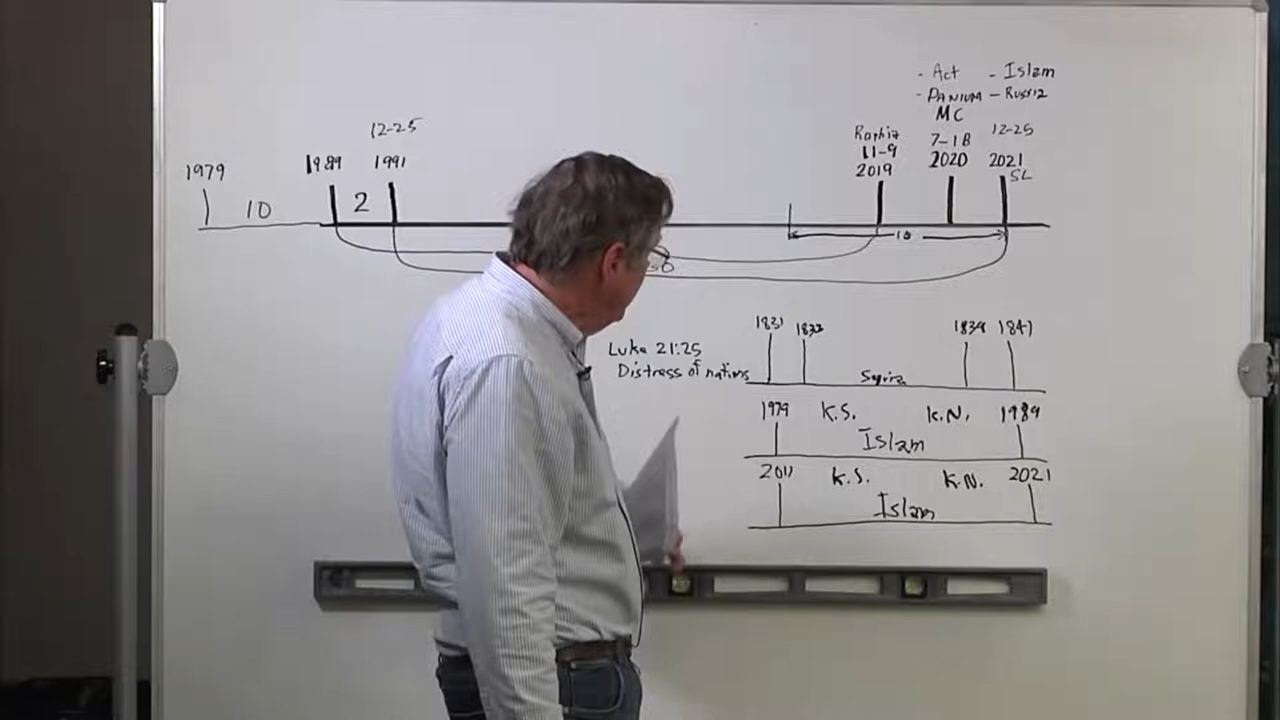 - Act - Islam
- PANIUM - Russia
MC
12-25
Raphia
11-9
2019
7-18
2020
12-25
2021
SL
1979
1989
1991
10
2
10
1831
1833
1839
1841
Luke 21:25
Distress of nations
Syria
1979 K.S. K.N. 1989
Islam
2011 K.S. K.N. 2021
Islam